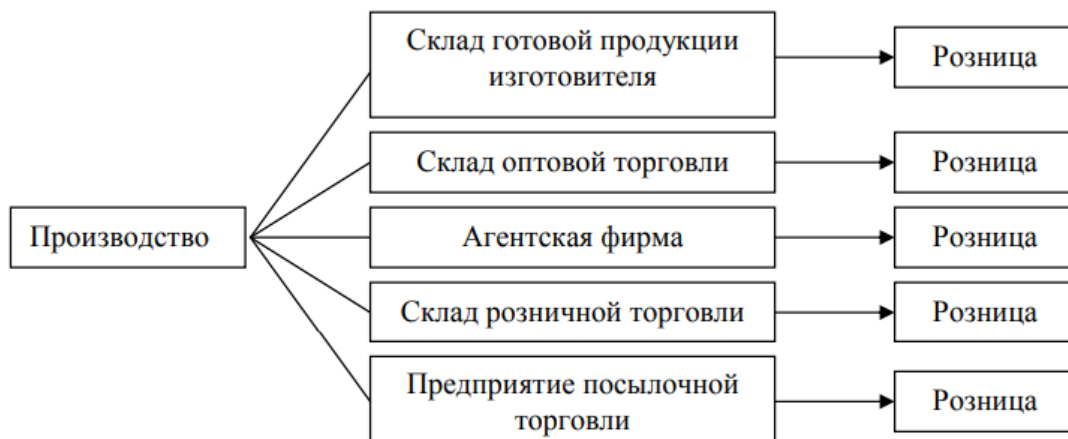 Склад готовой продукции
изготовителя
Розница
Склад оптовой торговли
Розница
Производство
Агентская фирма
Розница
Склад розничной торговли
Розница
Предприятие посылочной
торговли
Розница